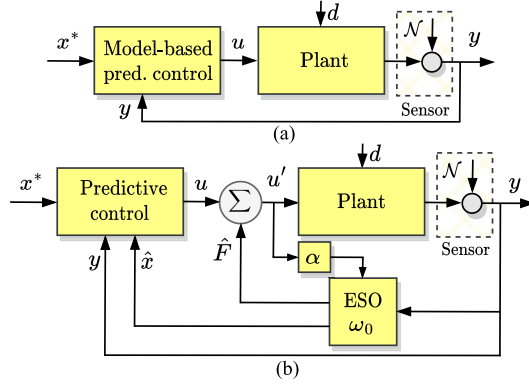 d
x* Model-based pred. control u Plant 𝒩 y
y Sensor
(a)
d
x* Predictive control u ∑ u′ Plant 𝒩 y
Sensor
y x̂ F̂ α
ESO ω₀
(b)